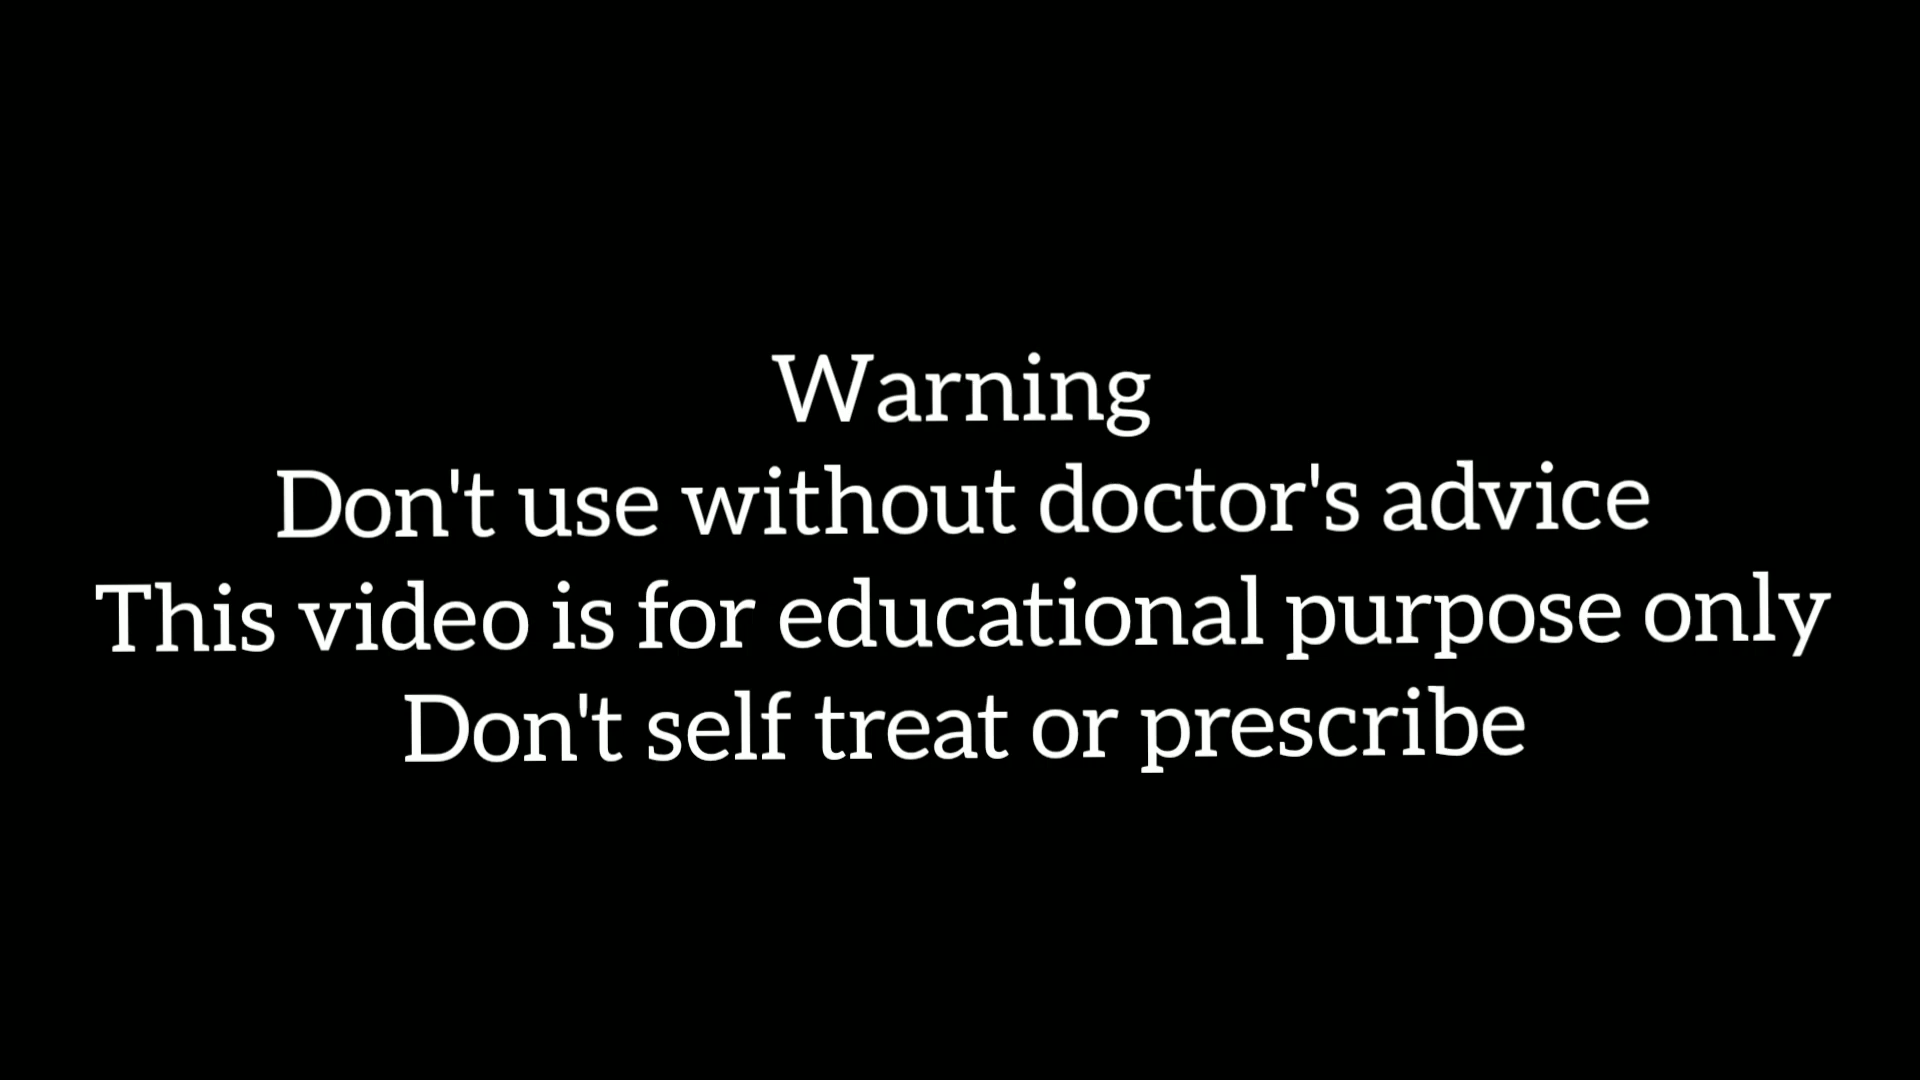 Warning
Don't use without doctor's advice
This video is for educational purpose only
Don't self treat or prescribe